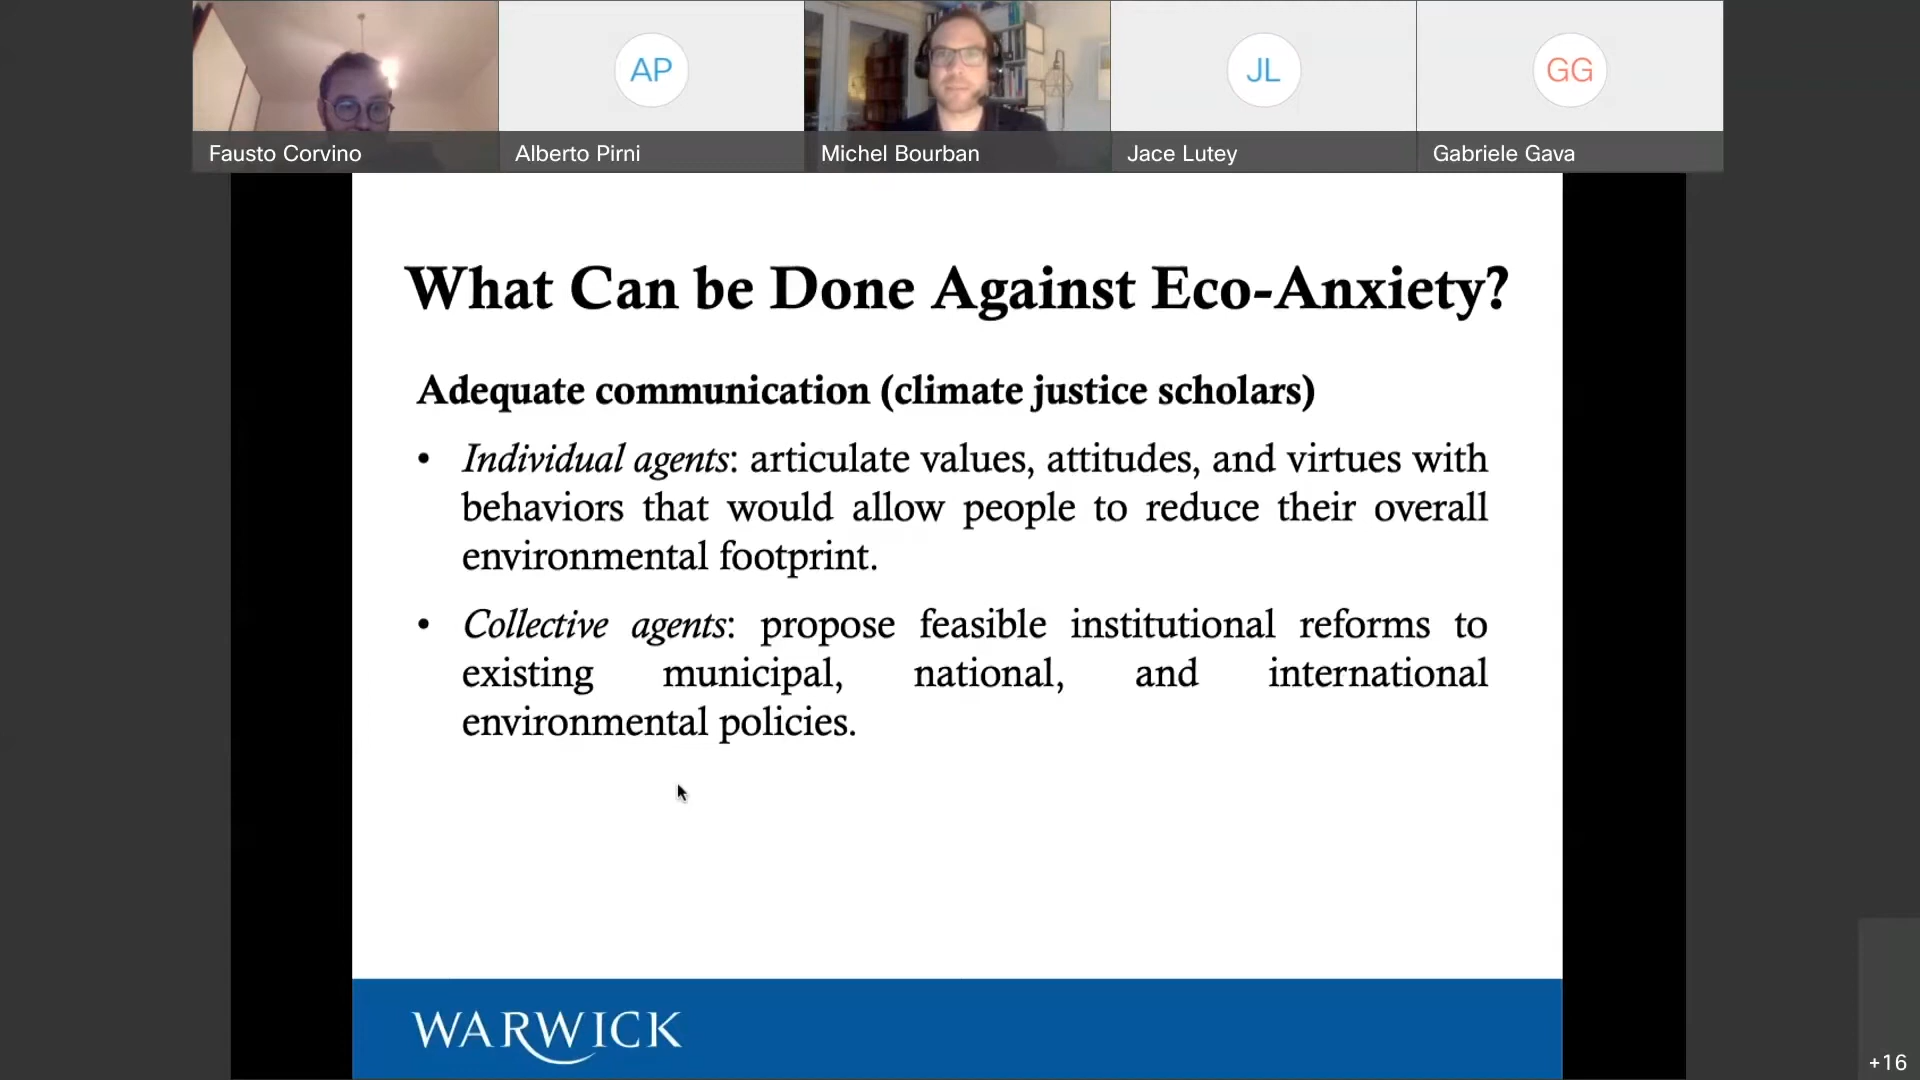 AP
JL
GG
Fausto Corvino
Alberto Pirni
Michel Bourban
Jace Lutey
Gabriele Gava
What Can be Done Against Eco-Anxiety?
Adequate communication (climate justice scholars)
• Individual agents: articulate values, attitudes, and virtues with
behaviors that would allow people to reduce their overall
environmental footprint.
• Collective agents: propose feasible institutional reforms to
existing municipal, national, and international
environmental policies.
WARWICK
+16